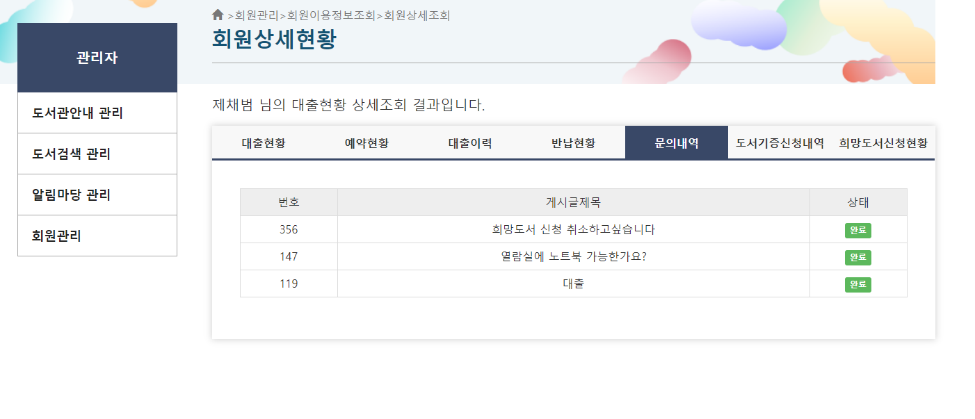 >회원관리>회원이용정보조회>회원상세조회
회원상세현황
관리자
도서관안내 관리
도서검색 관리
알림마당 관리
회원관리
제채범 님의 대출현황 상세조회 결과입니다.
대출현황 예약현황 대출이력 반납현황 문의내역 도서기증신청내역 희망도서신청현황
번호 게시글제목 상태
356 희망도서 신청 취소하고싶습니다 완료
147 열람실에 노트북 가능한가요? 완료
119 대출 완료